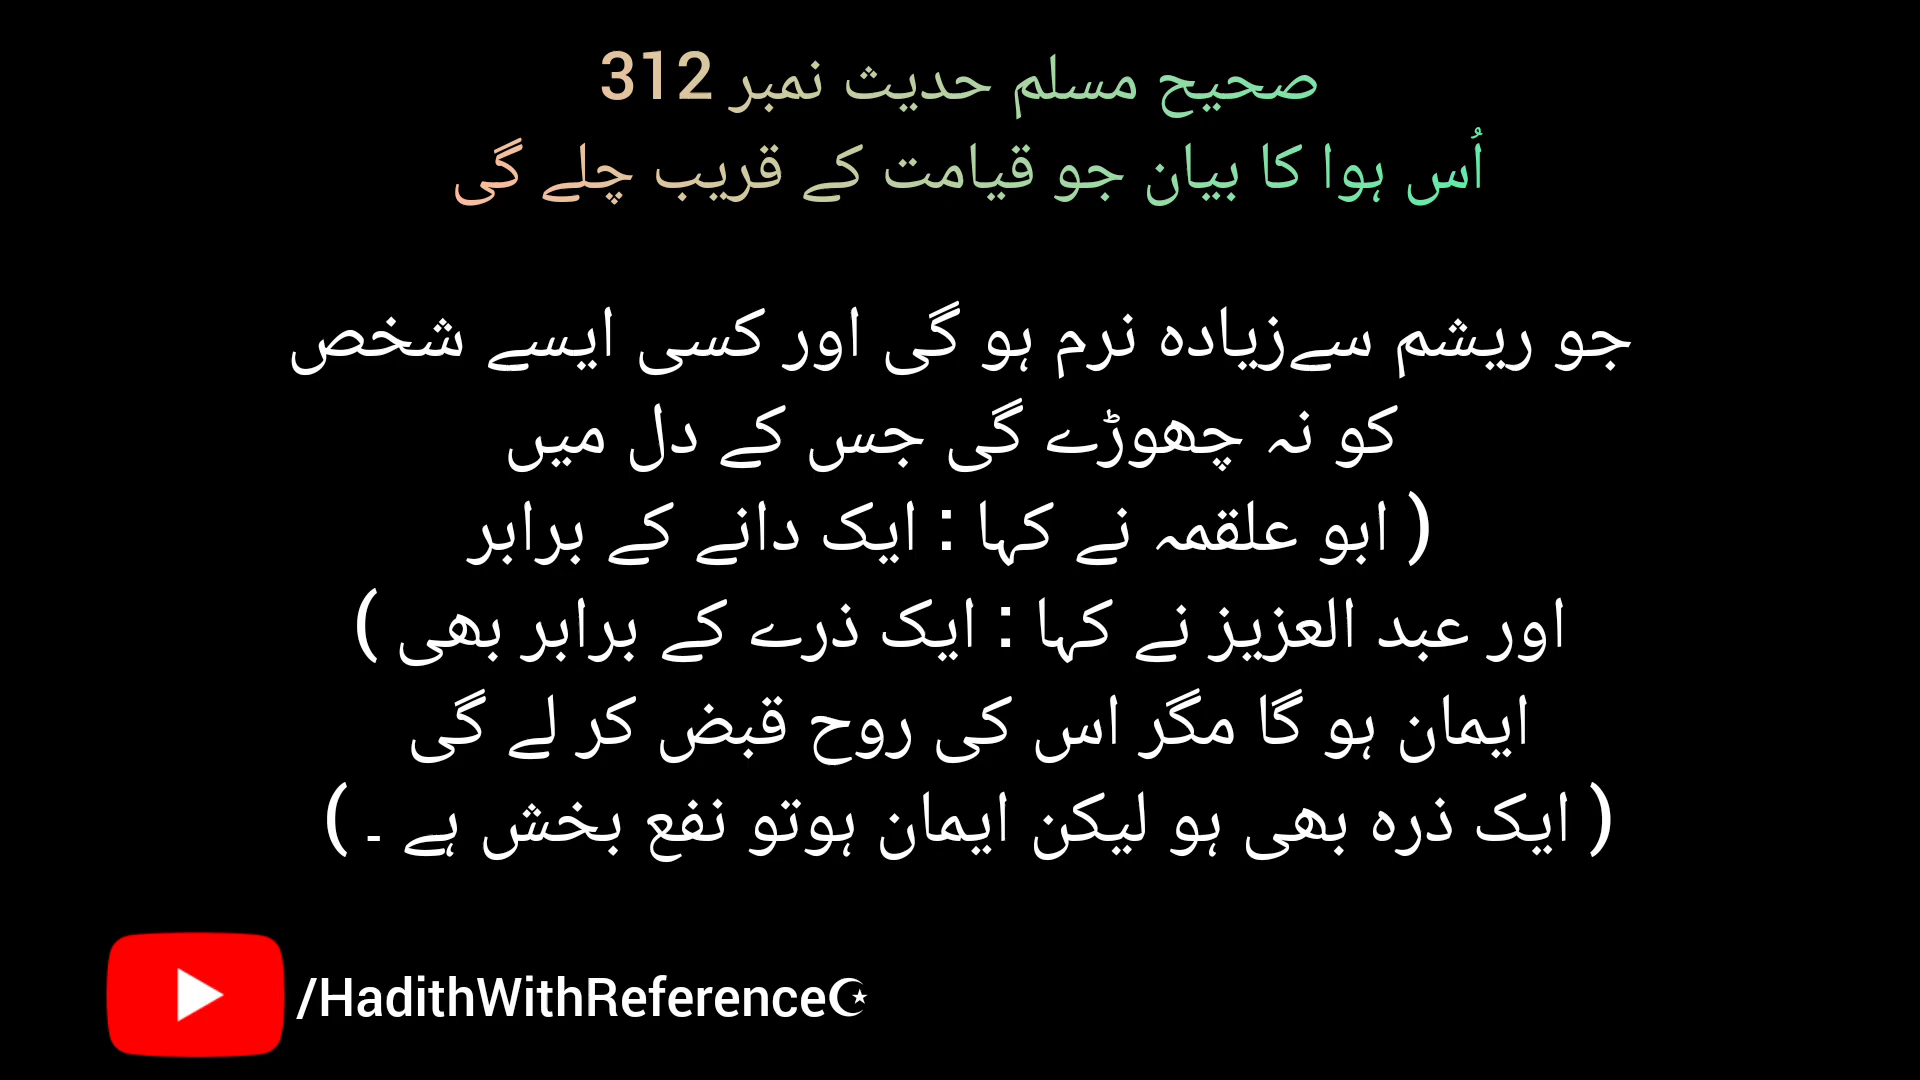 صحیح مسلم حدیث نمبر 312
اُس ہوا کا بیان جو قیامت کے قریب چلے گی
جو ریشم سےزیادہ نرم ہو گی اور کسی ایسے شخص
کو نہ چھوڑے گی جس کے دل میں
( ابو علقمہ نے کہا : ایک دانے کے برابر
اور عبد العزیز نے کہا : ایک ذرے کے برابر بھی )
ایمان ہو گا مگر اس کی روح قبض کر لے گی
( ایک ذرہ بھی ہو لیکن ایمان ہوتو نفع بخش ہے ۔ )
/HadithWithReference☪